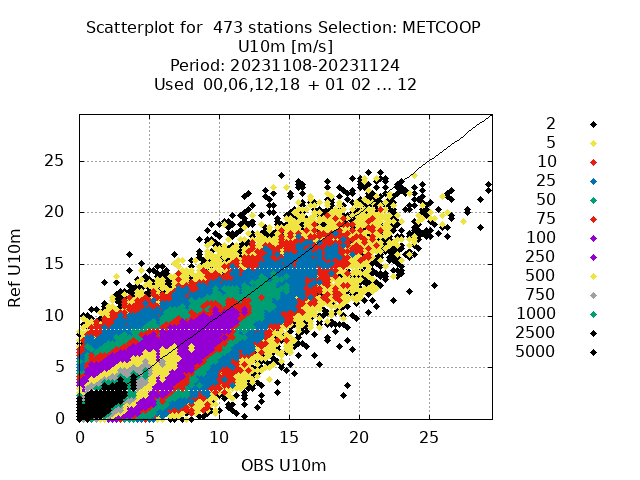 Scatterplot for 473 stations Selection: METCOOP
U10m [m/s]
Period: 20231108-20231124
Used 00,06,12,18 + 01 02 ... 12
Ref U10m
25
20
15
10
5
0
0 5 10 15 20 25
OBS U10m
2
5
10
25
50
75
100
250
500
750
1000
2500
5000